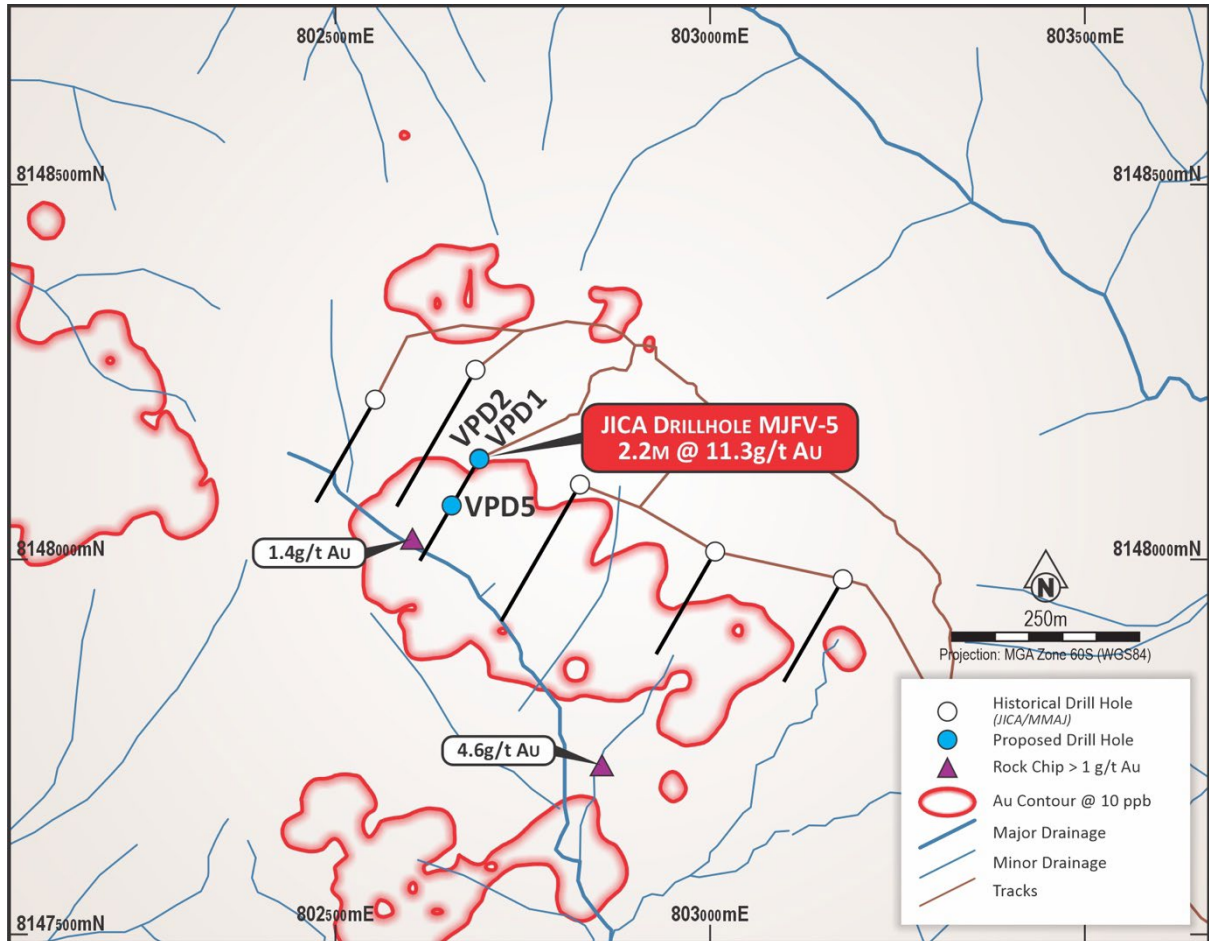 802500mE
803000mE
803500mE
8148500mN
8148500mN
VPD2
VPD1
JICA DRILLHOLE MJFV-5
2.2M @ 11.3g/t AU
VPD5
1.4g/t AU
8148000mN
8148000mN
N
250m
Projection: MGA Zone 60S (WGS84)
4.6g/t AU
Historical Drill Hole
(JICA/MMAJ)
Proposed Drill Hole
Rock Chip > 1 g/t Au
Au Contour @ 10 ppb
Major Drainage
Minor Drainage
Tracks
802500mE
803000mE
8147500mN